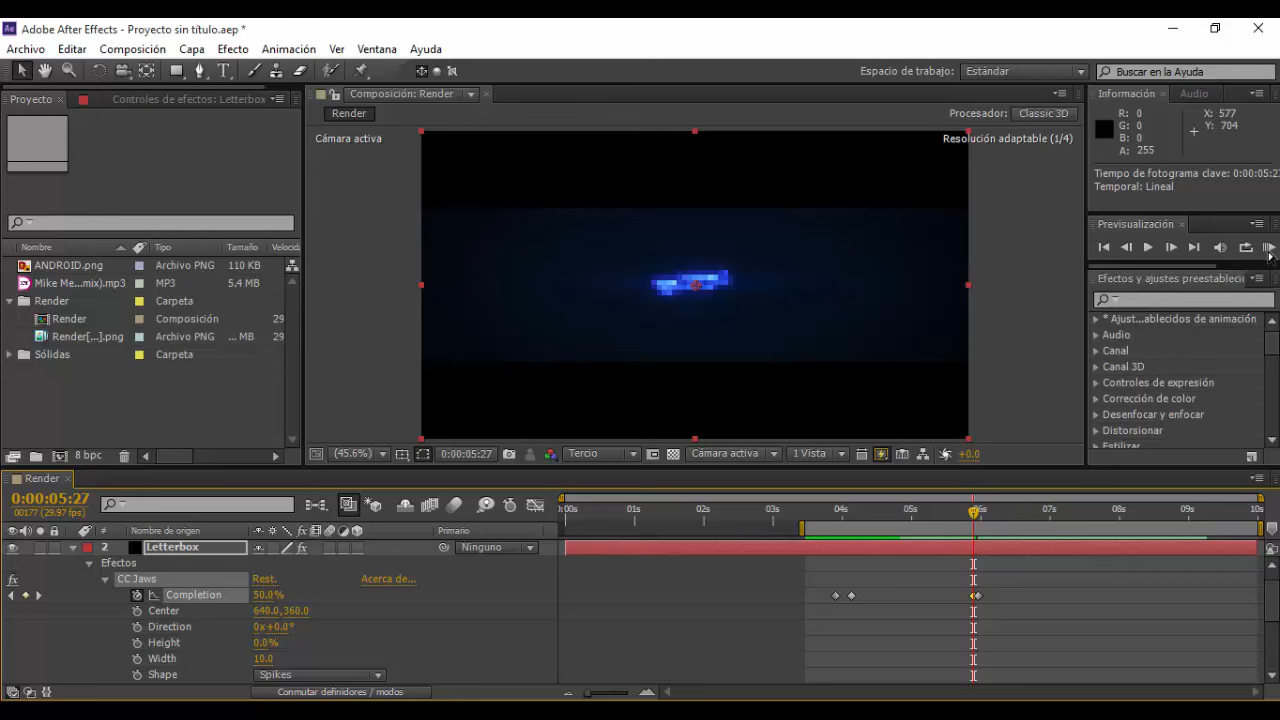 Adobe After Effects - Proyecto sin título.aep *
Archivo Editar Composición Capa Efecto Animación Ver Ventana Ayuda
Espacio de trabajo: Estándar Buscar en la Ayuda
Proyecto Controles de efectos: Letterbox
Composición: Render
Información Audio
Render
Procesador: Classic 3D
R: 0
G: 0
B: 0
A: 255
X: 577
Y: 704
Cámara activa
Resolución adaptable (1/4)
Tiempo de fotograma clave: 0:00:05:2
Temporal: Lineal
Previsualización
Nombre Tipo Tamaño Velocid
ANDROID.png Archivo PNG 110 KB
Mike Me...mix).mp3 MP3 5.4 MB
Render Carpeta
Render Composición 29
Render[...].png Archivo PNG ... MB 29
Sólidas Carpeta
Efectos y ajustes preestablecic
* Ajust...ablecidos de animación
Audio
Canal
Canal 3D
Controles de expresión
Corrección de color
Desenfocar y enfocar
Distorsionar
Estilizar
8 bpc
(45.6%) 0:00:05:27 Tercio Cámara activa 1 Vista +0.0
Render
0:00:05:27
00177 (29.97 fps)
:00s 01s 02s 03s 04s 05s 06s 07s 08s 09s 10s
# Nombre de origen Primario
2 Letterbox Ninguno
Efectos
CC Jaws Rest. Acerca de...
Completion 50.0%
Center 640.0,360.0
Direction 0x+0.0°
Height 0.0%
Width 10.0
Shape Spikes
Conmutar definidores / modos